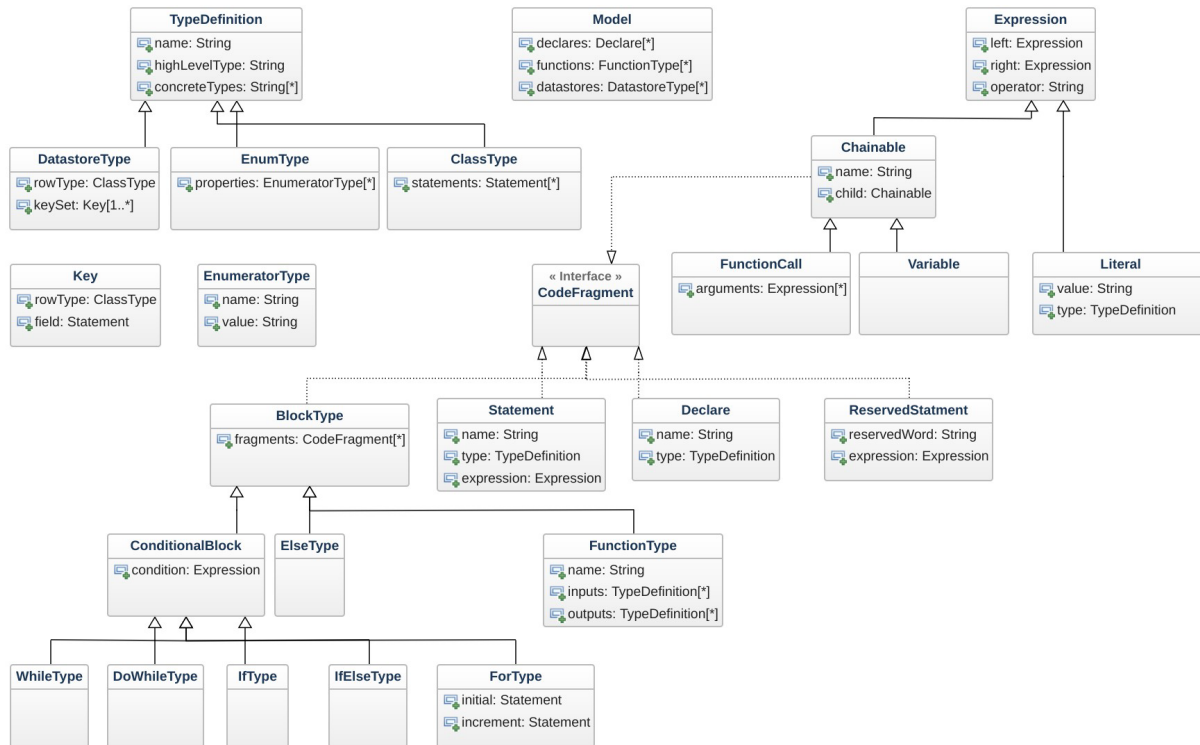 TypeDefinition
name: String
highLevelType: String
concreteTypes: String[*]
Model
declares: Declare[*]
functions: FunctionType[*]
datastores: DatastoreType[*]
Expression
left: Expression
right: Expression
operator: String
DatastoreType
rowType: ClassType
keySet: Key[1..*]
EnumType
properties: EnumeratorType[*]
ClassType
statements: Statement[*]
Chainable
name: String
child: Chainable
Key
rowType: ClassType
field: Statement
EnumeratorType
name: String
value: String
« Interface »
CodeFragment
FunctionCall
arguments: Expression[*]
Variable
Literal
value: String
type: TypeDefinition
BlockType
fragments: CodeFragment[*]
Statement
name: String
type: TypeDefinition
expression: Expression
Declare
name: String
type: TypeDefinition
ReservedStatment
reservedWord: String
expression: Expression
ConditionalBlock
condition: Expression
ElseType
FunctionType
name: String
inputs: TypeDefinition[*]
outputs: TypeDefinition[*]
WhileType
DoWhileType
IfType
IfElseType
ForType
initial: Statement
increment: Statement